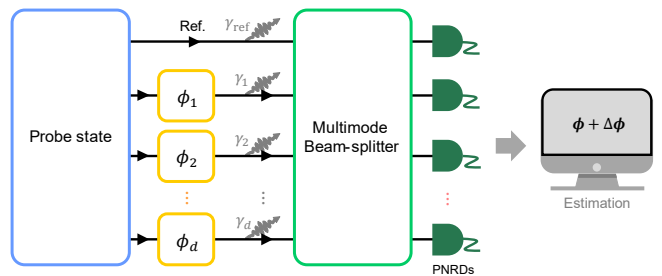 Ref.
γref
γ1
ϕ1
Probe state
γ2
ϕ2
Multimode
Beam-splitter
ϕ + Δϕ
⋮ ⋮ ⋮
γd
ϕd
Estimation
PNRDs